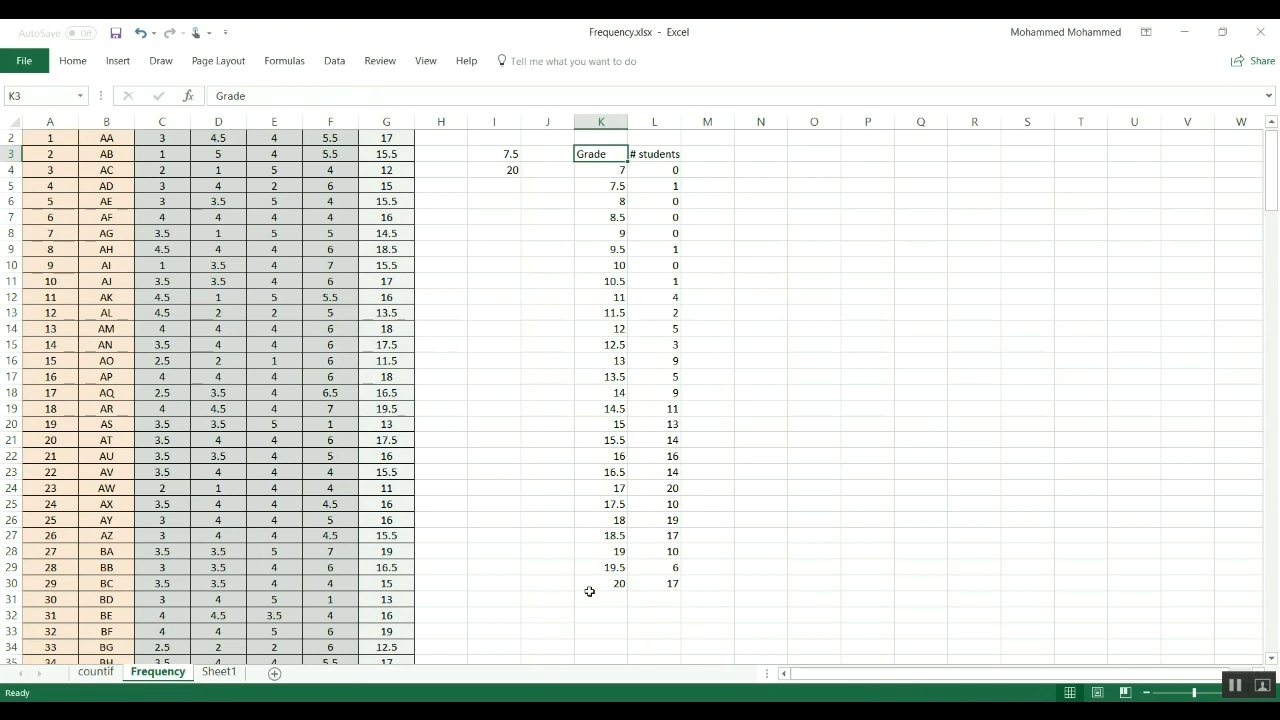 AutoSave Off Frequency.xlsx - Excel Mohammed Mohammed
File Home Insert Draw Page Layout Formulas Data Review View Help Tell me what you want to do Share
K3 fx Grade
A B C D E F G H I J K L M N O P Q R S T U V W
2 1 AA 3 4.5 4 5.5 17
3 2 AB 1 5 4 5.5 15.5 7.5 Grade # students
4 3 AC 2 1 5 4 12 20 7 0
5 4 AD 3 4 2 6 15 7.5 1
6 5 AE 3 3.5 5 4 15.5 8 0
7 6 AF 4 4 4 4 16 8.5 0
8 7 AG 3.5 1 5 5 14.5 9 0
9 8 AH 4.5 4 4 6 18.5 9.5 1
10 9 AI 1 3.5 4 7 15.5 10 0
11 10 AJ 3.5 3.5 4 6 17 10.5 1
12 11 AK 4.5 1 5 5.5 16 11 4
13 12 AL 4.5 2 2 5 13.5 11.5 2
14 13 AM 4 4 4 6 18 12 5
15 14 AN 3.5 4 4 6 17.5 12.5 3
16 15 AO 2.5 2 1 6 11.5 13 9
17 16 AP 4 4 4 6 18 13.5 5
18 17 AQ 2.5 3.5 4 6.5 16.5 14 9
19 18 AR 4 4.5 4 7 19.5 14.5 11
20 19 AS 3.5 3.5 5 1 13 15 13
21 20 AT 3.5 4 4 6 17.5 15.5 14
22 21 AU 3.5 3.5 4 5 16 16 16
23 22 AV 3.5 4 4 4 15.5 16.5 14
24 23 AW 2 1 4 4 11 17 20
25 24 AX 3.5 4 4 4.5 16 17.5 10
26 25 AY 3 4 4 5 16 18 19
27 26 AZ 3 4 4 4.5 15.5 18.5 17
28 27 BA 3.5 3.5 5 7 19 19 10
29 28 BB 3 3.5 4 6 16.5 19.5 6
30 29 BC 3.5 3.5 4 4 15 20 17
31 30 BD 3 4 5 1 13
32 31 BE 4 4.5 3.5 4 16
33 32 BF 4 4 5 6 19
34 33 BG 2.5 2 2 6 12.5
35 34 BH 3.5 4 4 5.5 17
countif Frequency Sheet1
Ready